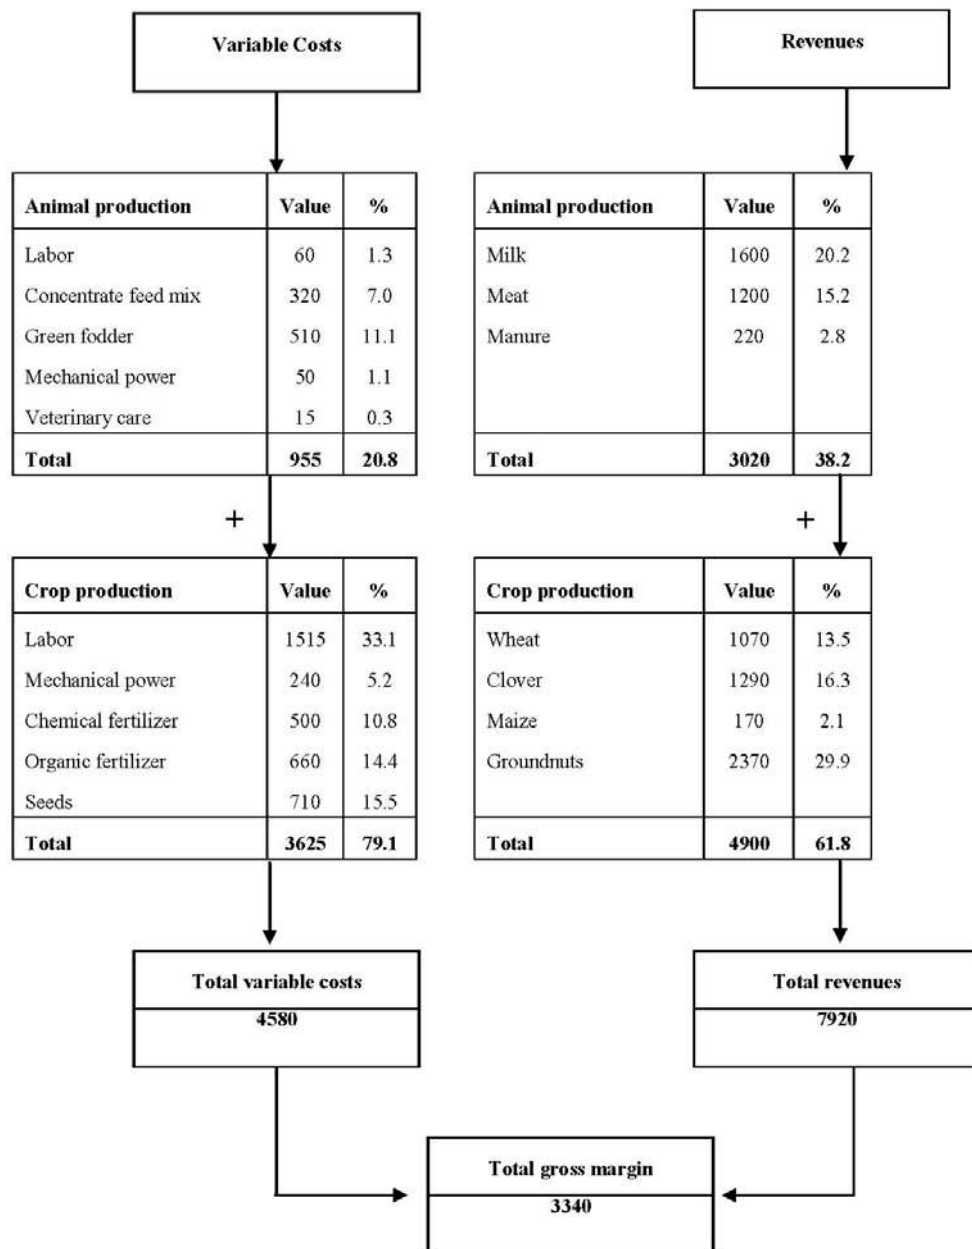 Variable Costs
Revenues
Animal production Value %
Labor 60 1.3
Concentrate feed mix 320 7.0
Green fodder 510 11.1
Mechanical power 50 1.1
Veterinary care 15 0.3
Total 955 20.8
Animal production Value %
Milk 1600 20.2
Meat 1200 15.2
Manure 220 2.8
Total 3020 38.2
+
+
Crop production Value %
Labor 1515 33.1
Mechanical power 240 5.2
Chemical fertilizer 500 10.8
Organic fertilizer 660 14.4
Seeds 710 15.5
Total 3625 79.1
Crop production Value %
Wheat 1070 13.5
Clover 1290 16.3
Maize 170 2.1
Groundnuts 2370 29.9
Total 4900 61.8
Total variable costs
4580
Total revenues
7920
Total gross margin
3340